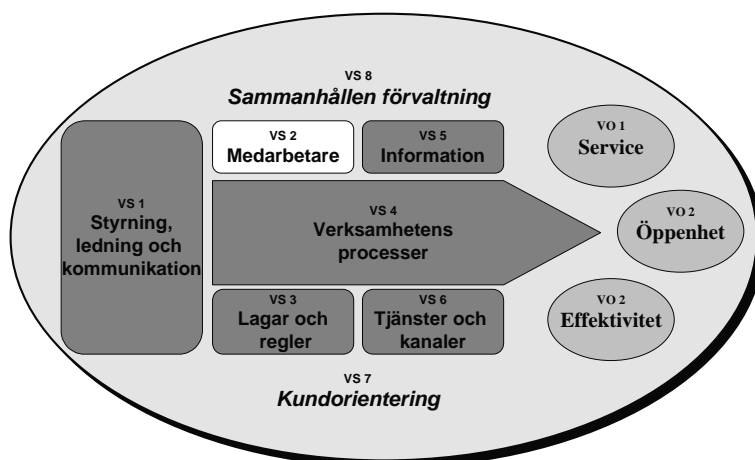 VS 8
Sammanhållen förvaltning
VS 1
Styrning,
ledning och
kommunikation
VS 2
Medarbetare
VS 5
Information
VS 4
Verksamhetens
processer
VS 3
Lagar och
regler
VS 6
Tjänster och
kanaler
VO 1
Service
VO 2
Öppenhet
VO 2
Effektivitet
VS 7
Kundorientering